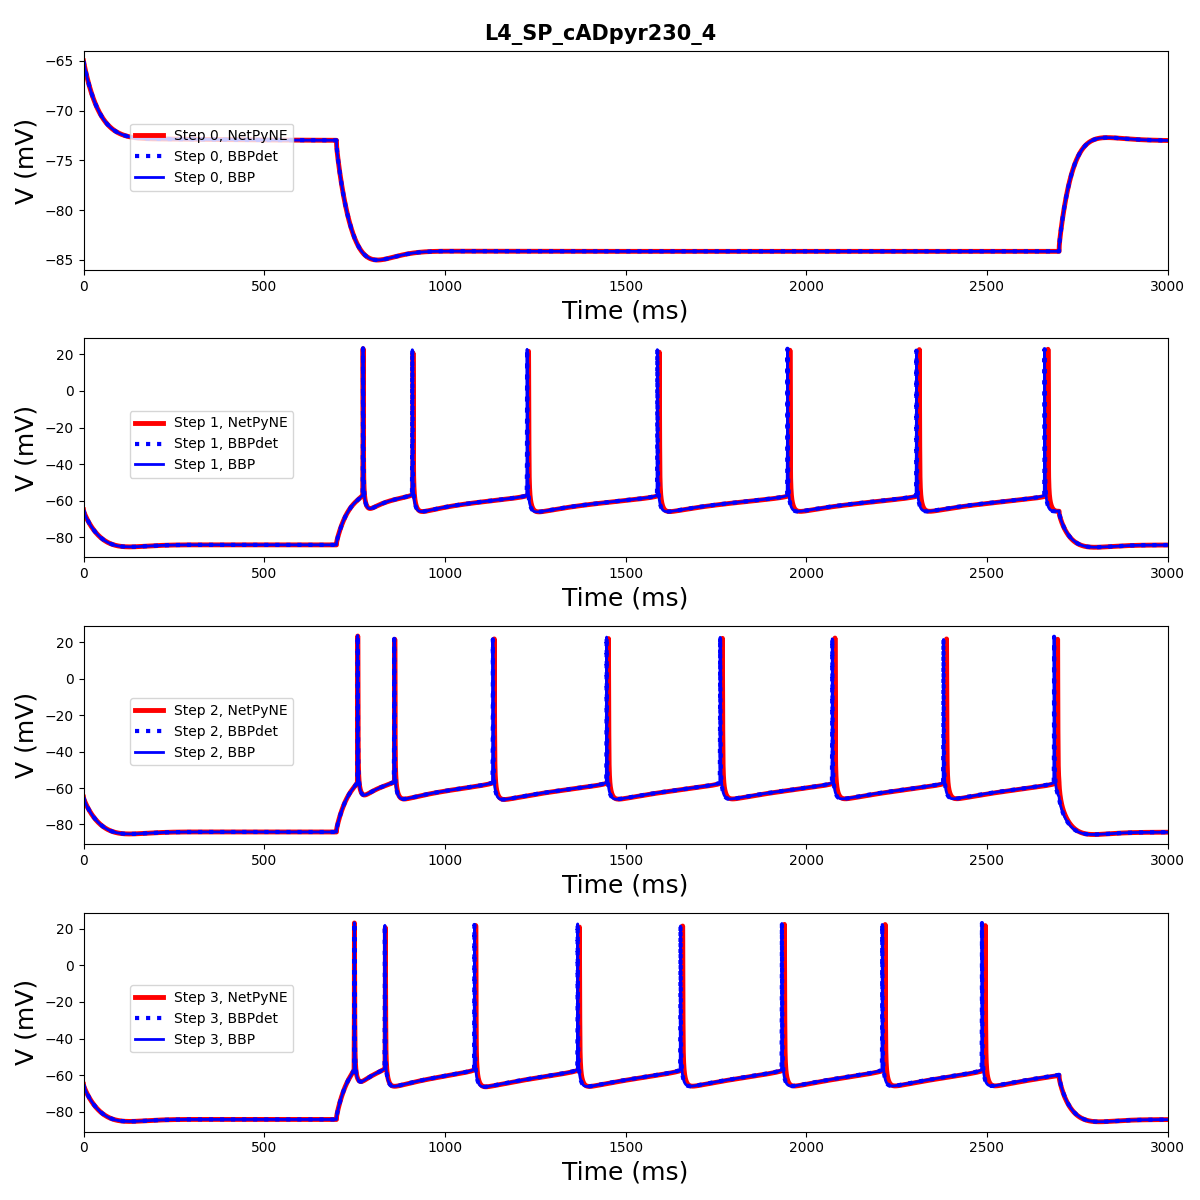 L4_SP_cADpyr230_4
−65
−70
−75
−80
−85
V (mV)
Step 0, NetPyNE
Step 0, BBPdet
Step 0, BBP
0 500 1000 1500 2000 2500 3000
Time (ms)
20
0
−20
−40
−60
−80
V (mV)
Step 1, NetPyNE
Step 1, BBPdet
Step 1, BBP
0 500 1000 1500 2000 2500 3000
Time (ms)
20
0
−20
−40
−60
−80
V (mV)
Step 2, NetPyNE
Step 2, BBPdet
Step 2, BBP
0 500 1000 1500 2000 2500 3000
Time (ms)
20
0
−20
−40
−60
−80
V (mV)
Step 3, NetPyNE
Step 3, BBPdet
Step 3, BBP
0 500 1000 1500 2000 2500 3000
Time (ms)